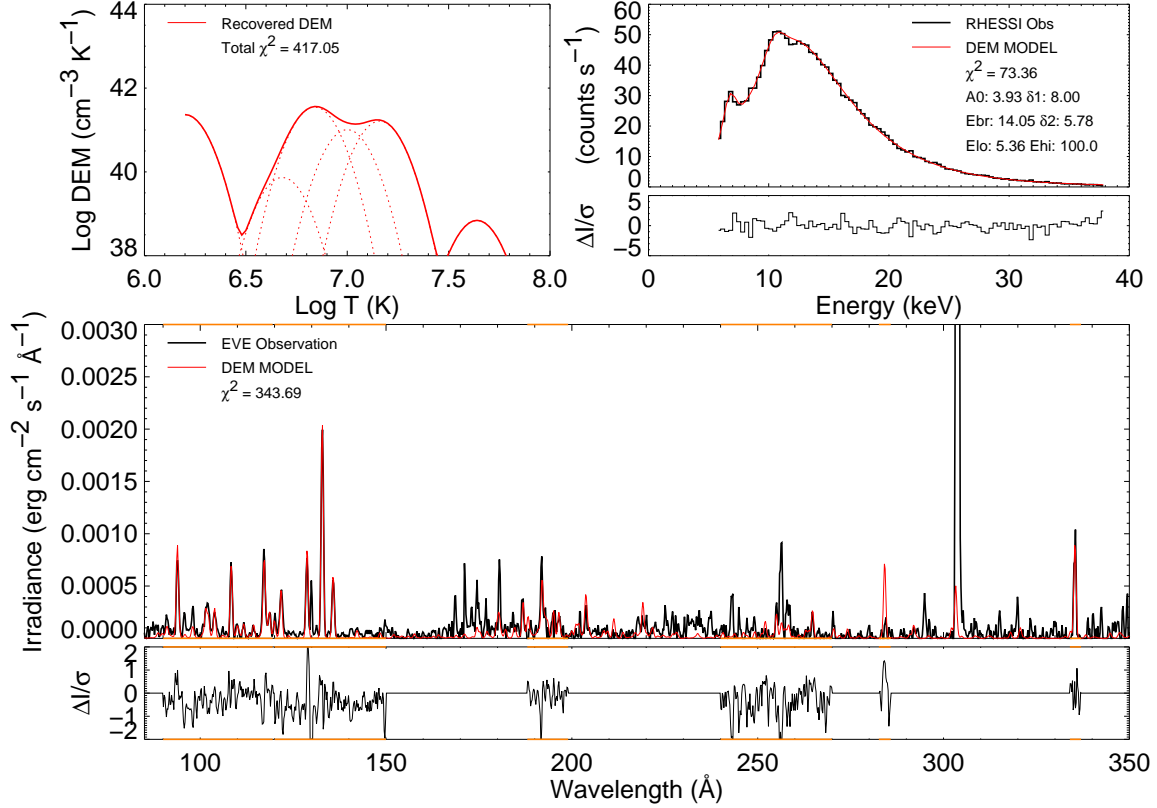 44
43
42
41
40
39
38
Log DEM (cm−3 K−1)
Recovered DEM
Total χ2 = 417.05
6.0 6.5 7.0 7.5 8.0
Log T (K)
60
50
40
30
20
10
0
(counts s−1)
RHESSI Obs
DEM MODEL
χ2 = 73.36
A0: 3.93 δ1: 8.00
Ebr: 14.05 δ2: 5.78
Elo: 5.36 Ehi: 100.0
5
0
−5
ΔI/σ
0 10 20 30 40
Energy (keV)
0.0030
0.0025
0.0020
0.0015
0.0010
0.0005
0.0000
Irradiance (erg cm−2 s−1 Å−1)
EVE Observation
DEM MODEL
χ2 = 343.69
2
1
0
−1
−2
ΔI/σ
100 150 200 250 300 350
Wavelength (Å)